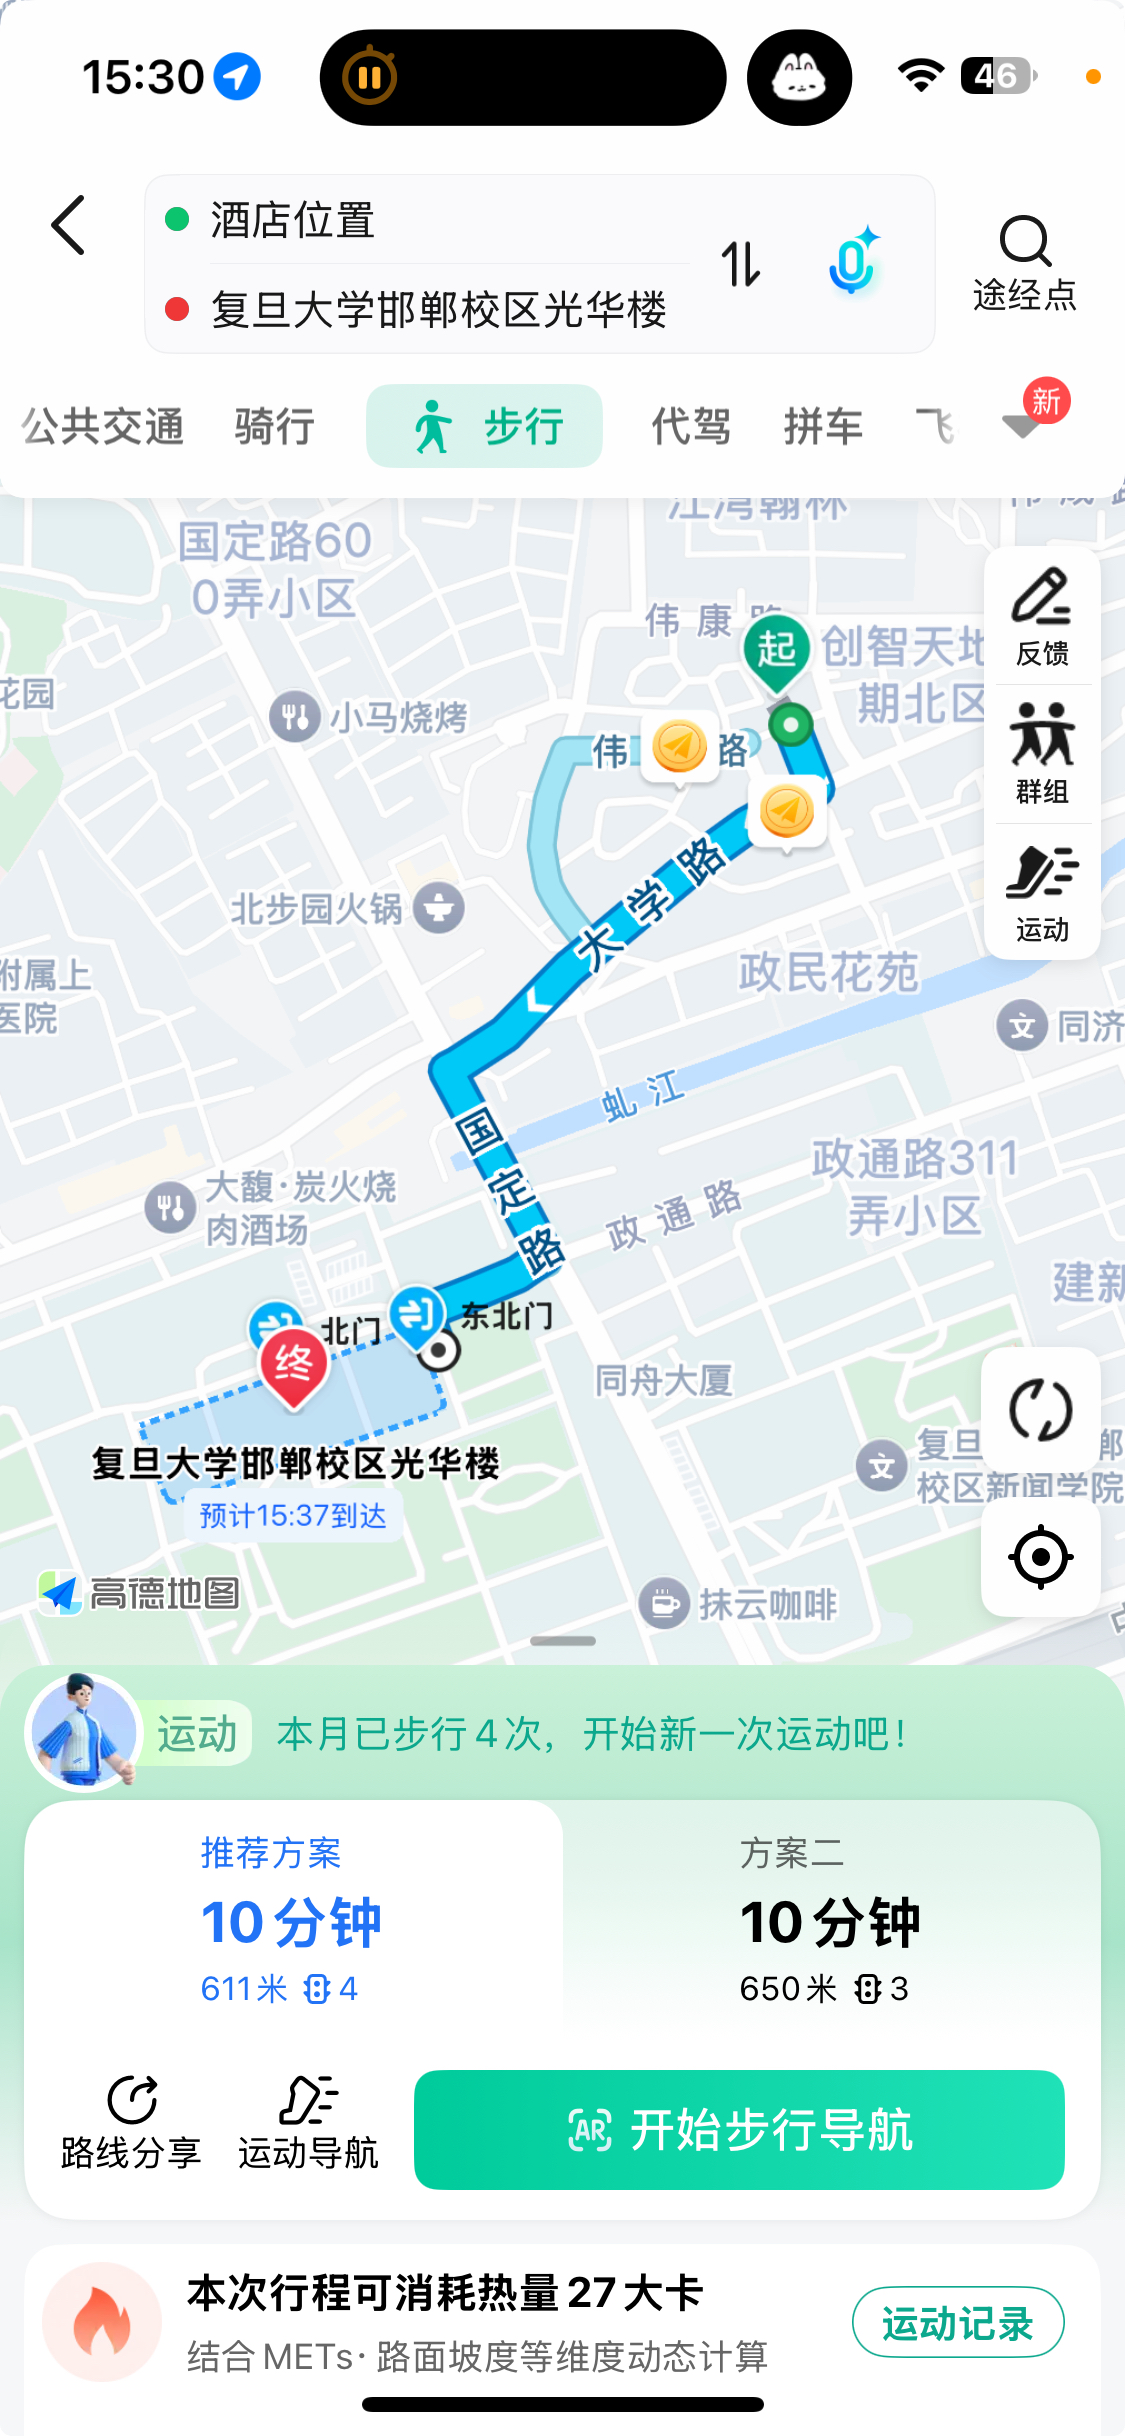 15:30
46
酒店位置
复旦大学邯郸校区光华楼
途经点
公共交通
骑行
步行
代驾
拼车
飞
新
江湾翰林
国定路60
0弄小区
伟康路
起
创智天地
期北区
反馈
花园
小马烧烤
伟
路
群组
大学路
运动
北步园火锅
政民花苑
附属上
医院
文
同济
虬江
国定路
政通路311
弄小区
政通路
大馥·炭火烧
肉酒场
建新
北门
东北门
终
同舟大厦
复旦大学邯郸校区光华楼
预计15:37到达
文
复旦
郸
校区新闻学院
高德地图
抹云咖啡
运动
本月已步行4次，开始新一次运动吧！
推荐方案
10分钟
611米
4
方案二
10分钟
650米
3
路线分享
运动导航
AR
开始步行导航
本次行程可消耗热量27大卡
结合METs·路面坡度等维度动态计算
运动记录